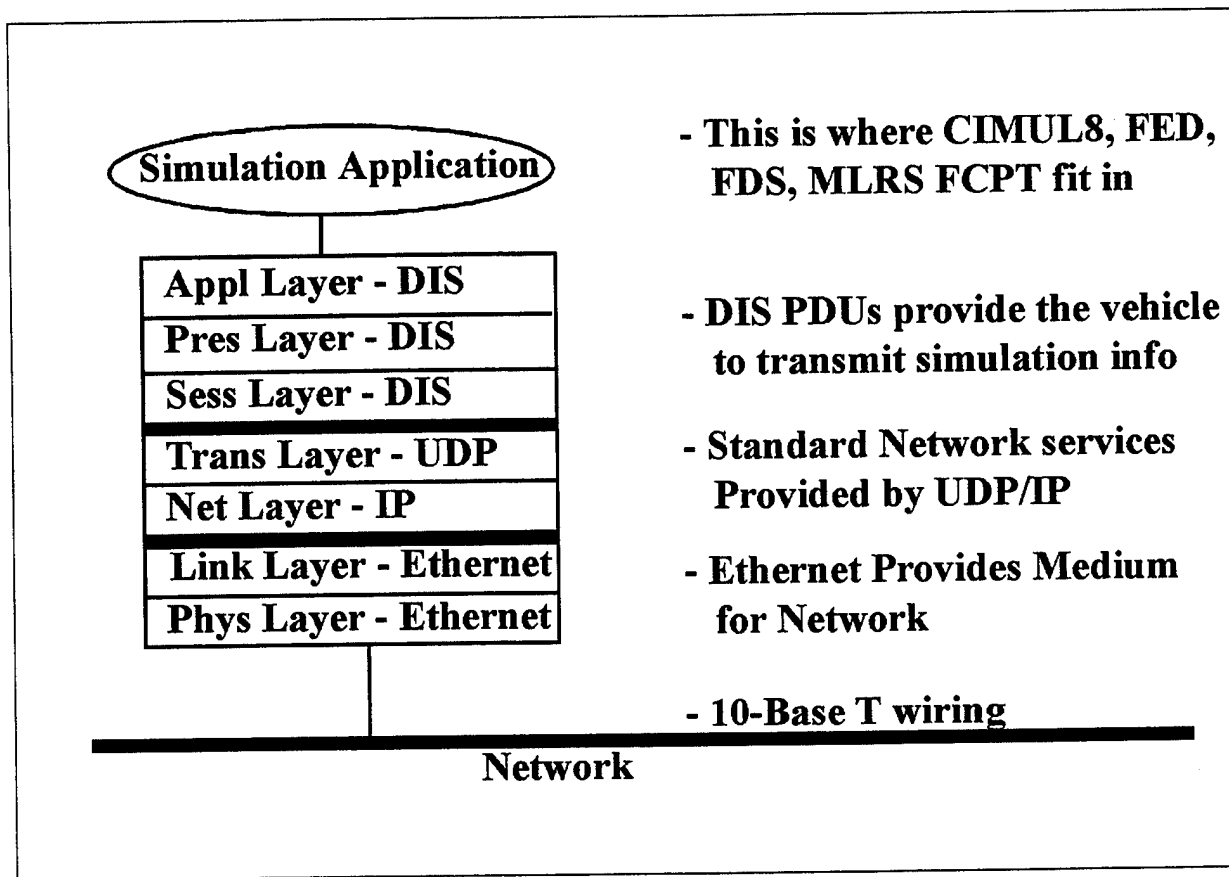 Simulation Application
- This is where CIMUL8, FED,
FDS, MLRS FCPT fit in
Appl Layer - DIS
Pres Layer - DIS
Sess Layer - DIS
- DIS PDUs provide the vehicle
to transmit simulation info
Trans Layer - UDP
Net Layer - IP
- Standard Network services
Provided by UDP/IP
Link Layer - Ethernet
Phys Layer - Ethernet
- Ethernet Provides Medium
for Network
- 10-Base T wiring
Network